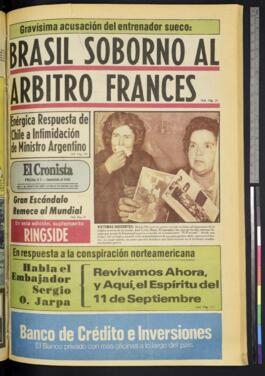 Gravísima acusación del entrenador sueco:
BRASIL SOBORNO AL
ARBITRO FRANCES
Enérgica Respuesta de
Chile a Intimidación
de Ministro Argentino
El Cronista
Gran Escándalo
Remece al Mundial
En esta edición, suplemento
RINGSIDE
En respuesta a la conspiración norteamericana
Habla el
Embajador
Sergio
O. Jarpa
Revivamos Ahora,
y Aquí, el Espíritu del
11 de Septiembre
Banco de Crédito e Inversiones
El Banco privado con más oficinas a lo largo del país.